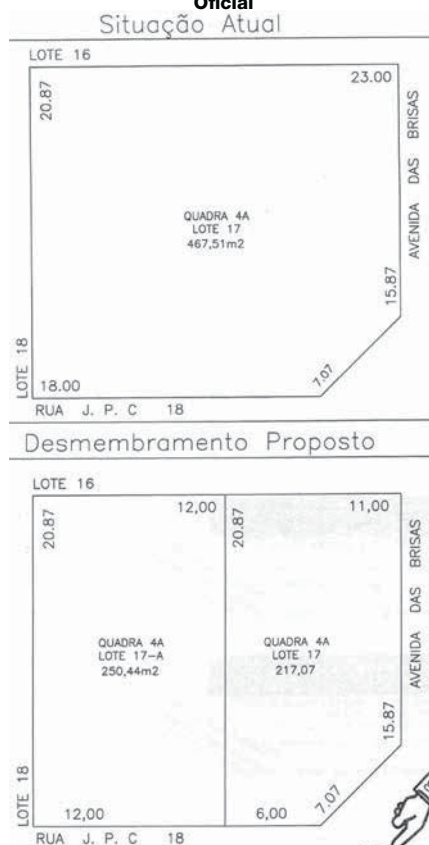 Oficial
Situação Atual
LOTE 16
20.87
23.00
AVENIDA DAS BRISAS
QUADRA 4A
LOTE 17
467,51m2
15.87
7.07
LOTE 18
18.00
RUA J. P. C 18
Desmembramento Proposto
LOTE 16
20.87
12,00
20.87
11,00
AVENIDA DAS BRISAS
QUADRA 4A
LOTE 17-A
250,44m2
QUADRA 4A
LOTE 17
217,07
15.87
7.07
LOTE 18
12,00
6,00
RUA J. P. C 18